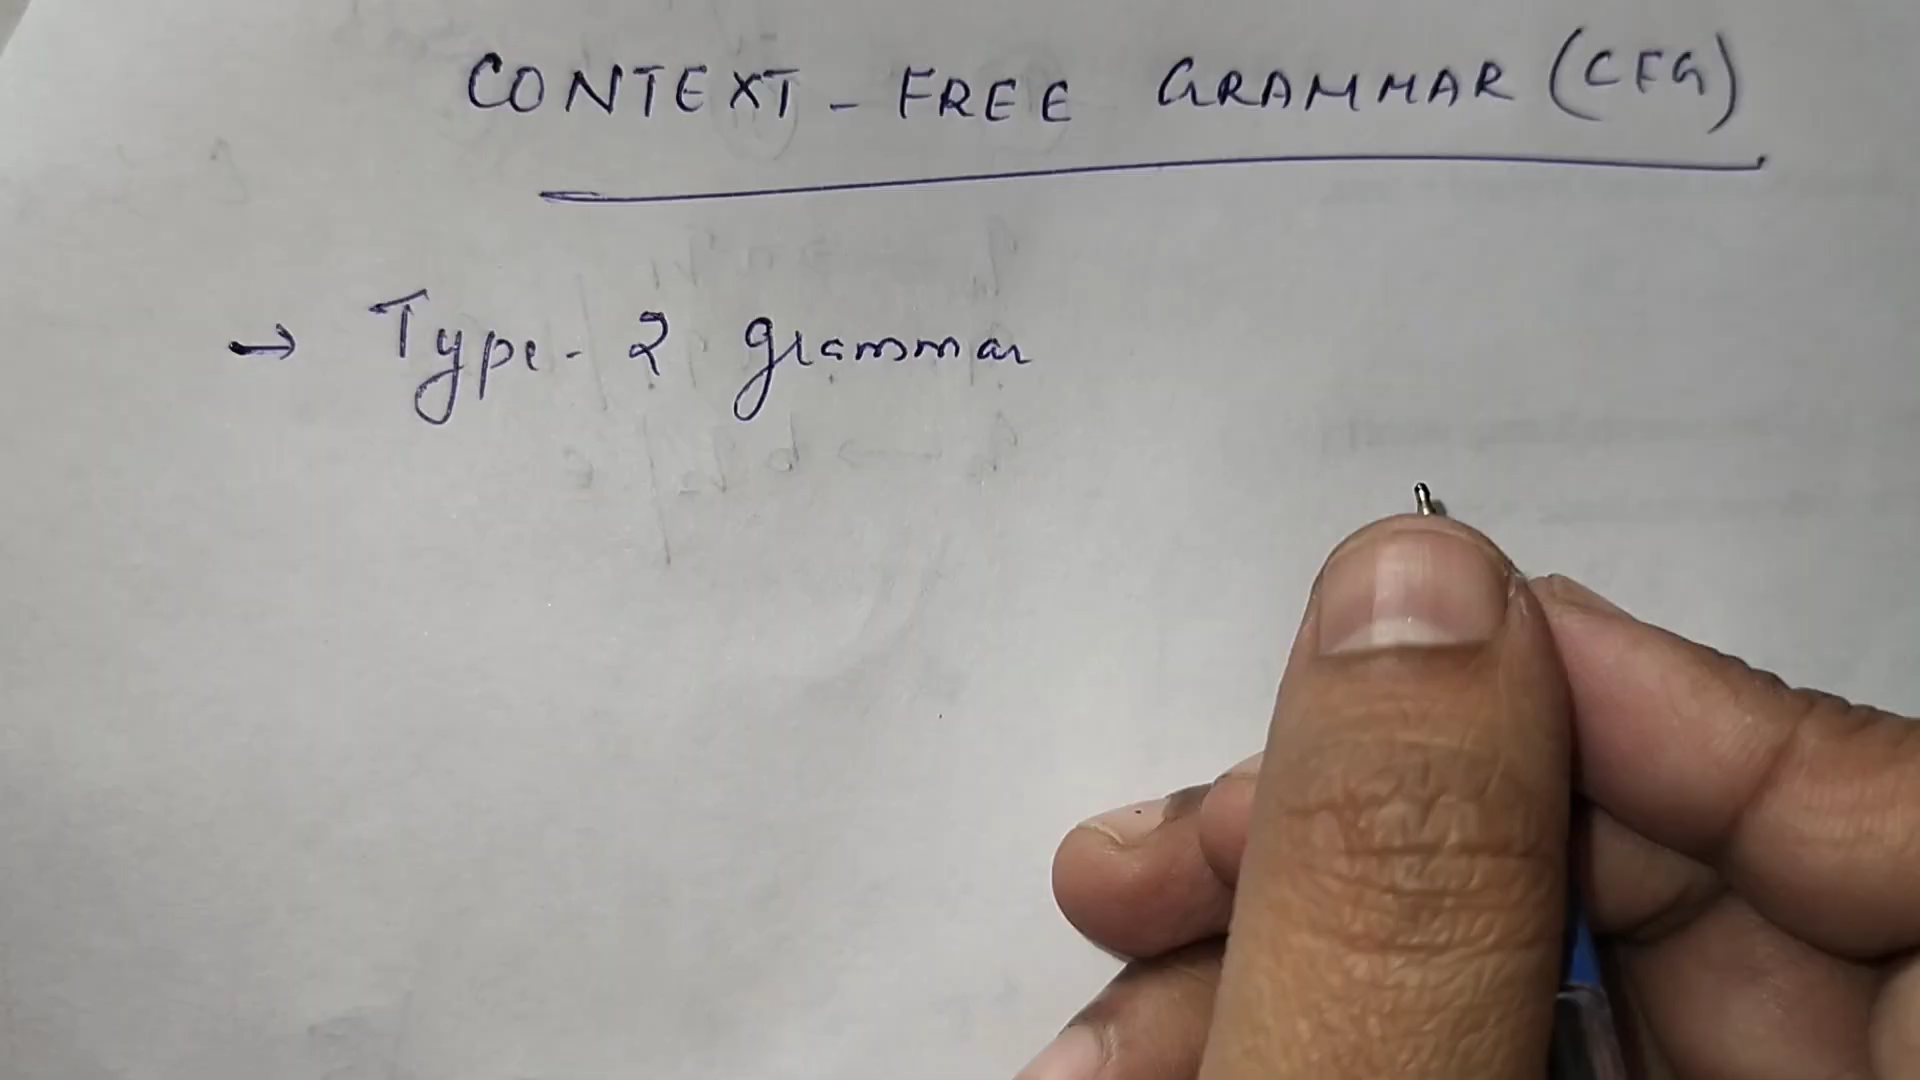 CONTEXT - FREE GRAMMAR (CFG)
→ Type - 2 grammar